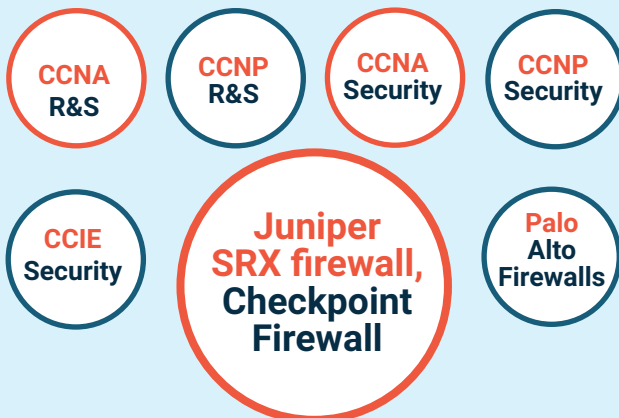 CCNA
R&S
CCNP
R&S
CCNA
Security
CCNP
Security
CCIE
Security
Juniper
SRX firewall,
Checkpoint
Firewall
Palo
Alto
Firewalls